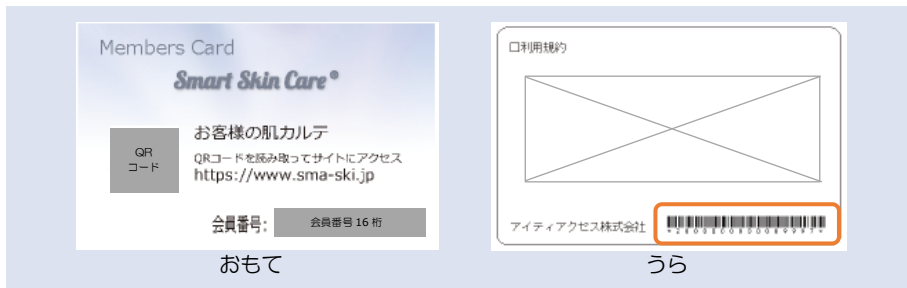 Members Card
Smart Skin Care®
お客様の肌カルテ
QR
コード
QRコードを読み取ってサイトにアクセス
https://www.sma-ski.jp
会員番号:
会員番号 16 桁
おもて
口利用規約
アイティアクセス株式会社
うら